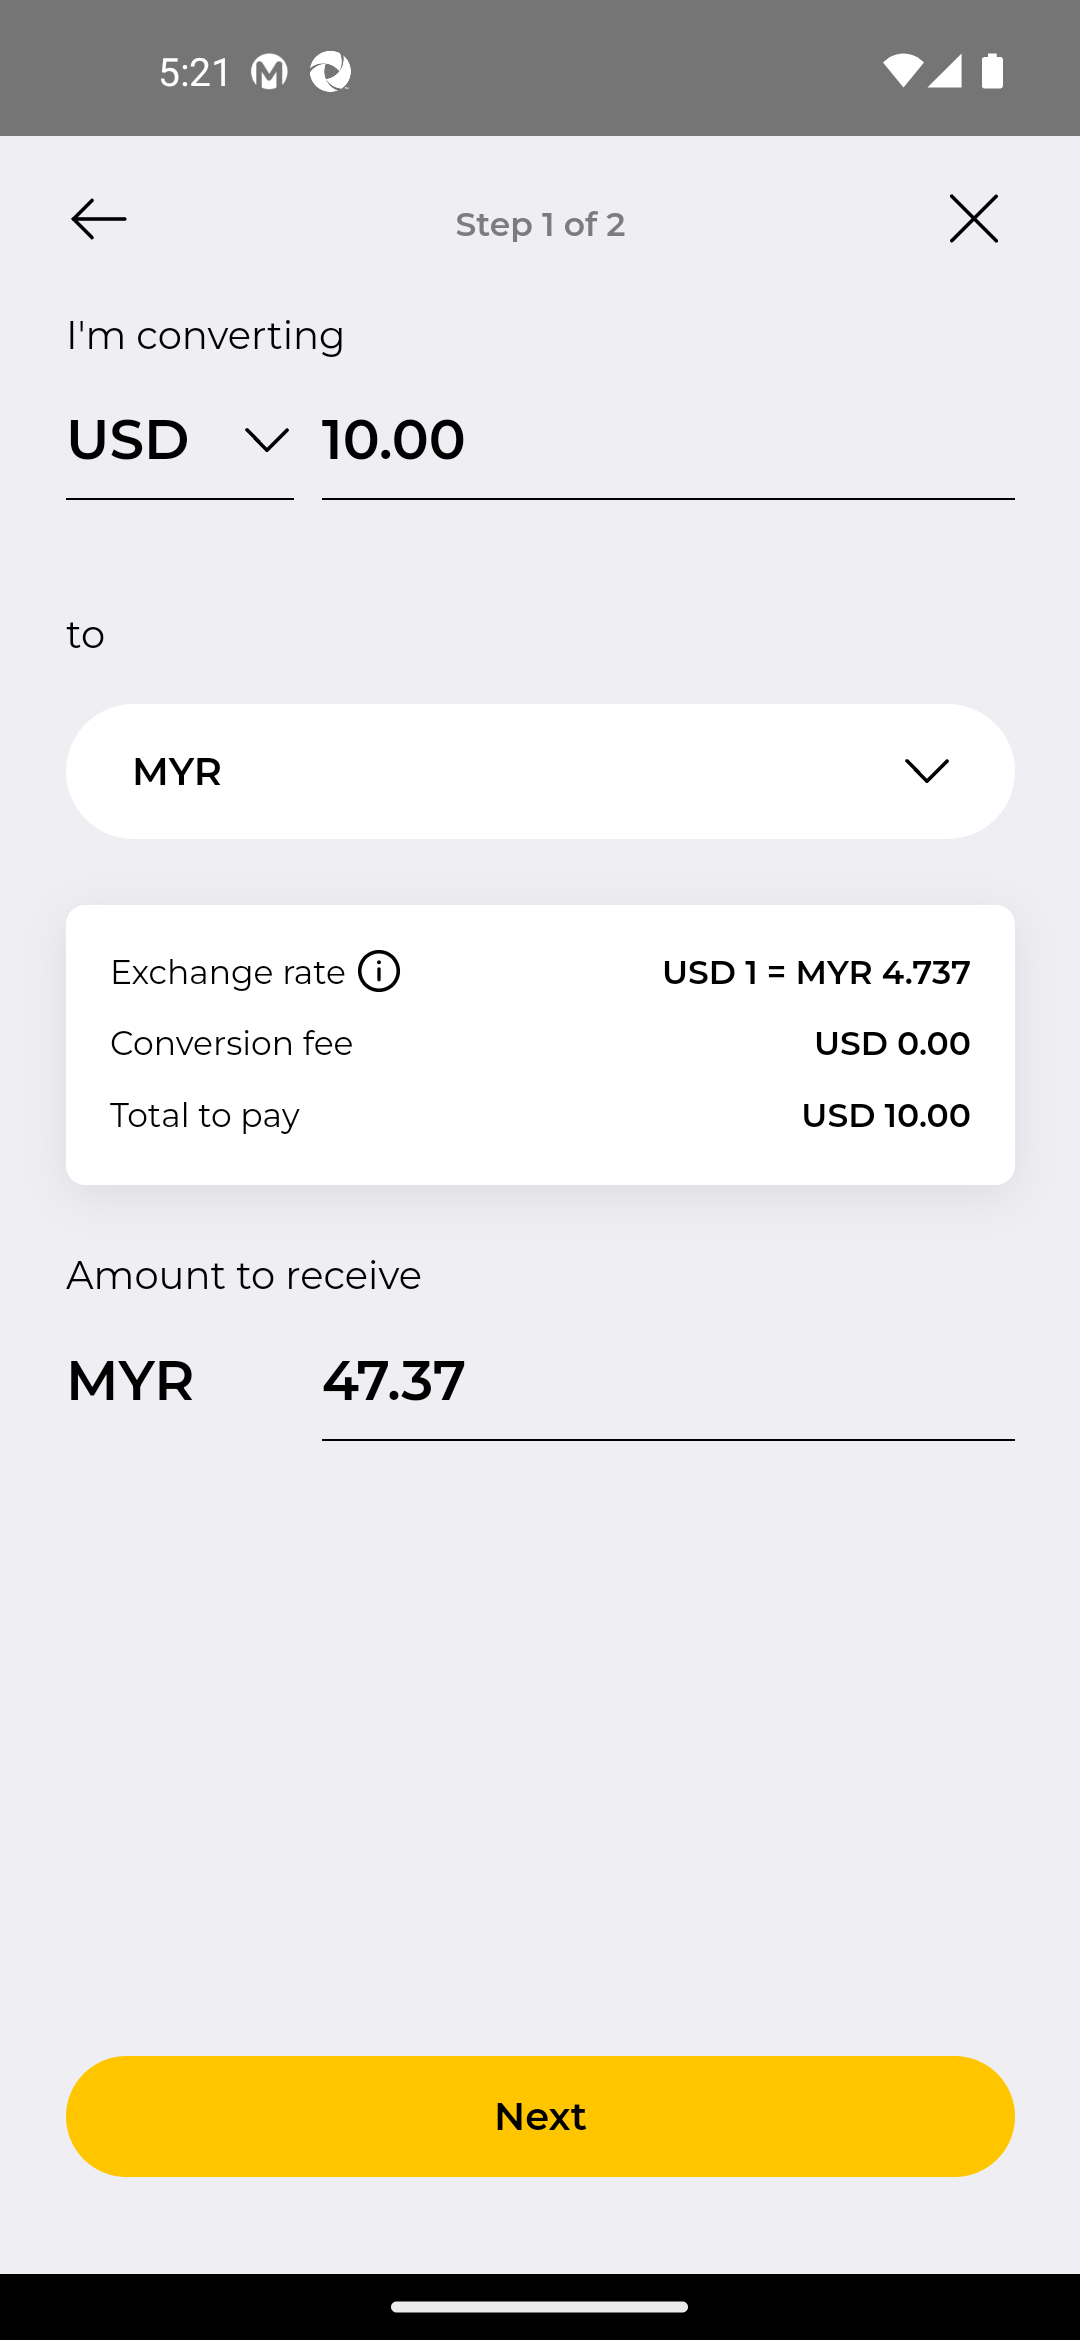 5:21
Step 1 of 2
I'm converting
USD 10.00
to
MYR
Exchange rate USD 1 = MYR 4.737
Conversion fee USD 0.00
Total to pay USD 10.00
Amount to receive
MYR 47.37
Next